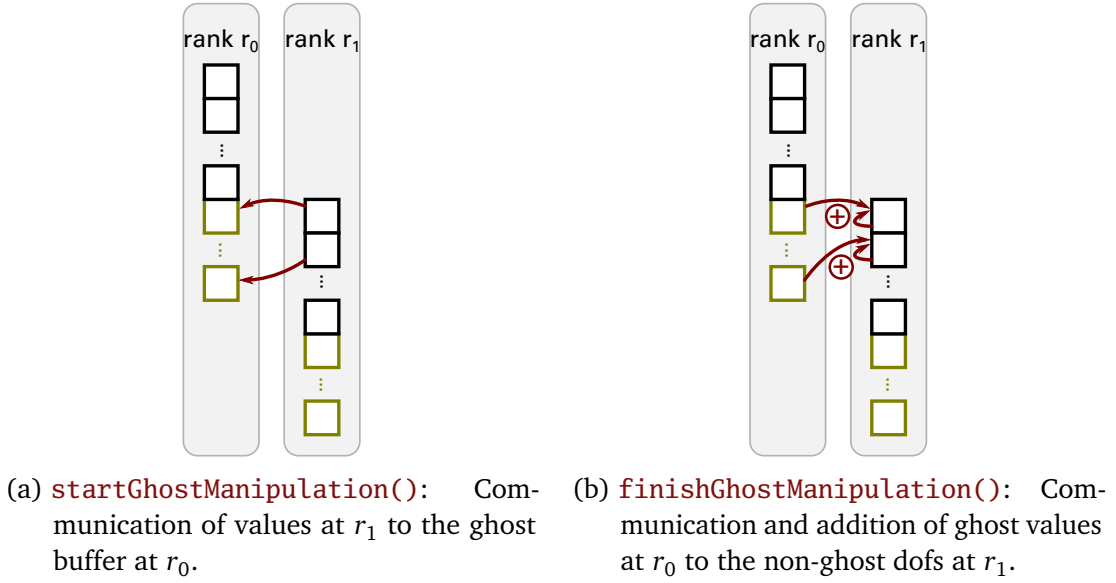 rank r₀ rank r₁ rank r₀ rank r₁
(a) startGhostManipulation(): Com-
munication of values at r₁ to the ghost
buffer at r₀.
(b) finishGhostManipulation(): Com-
munication and addition of ghost values
at r₀ to the non-ghost dofs at r₁.